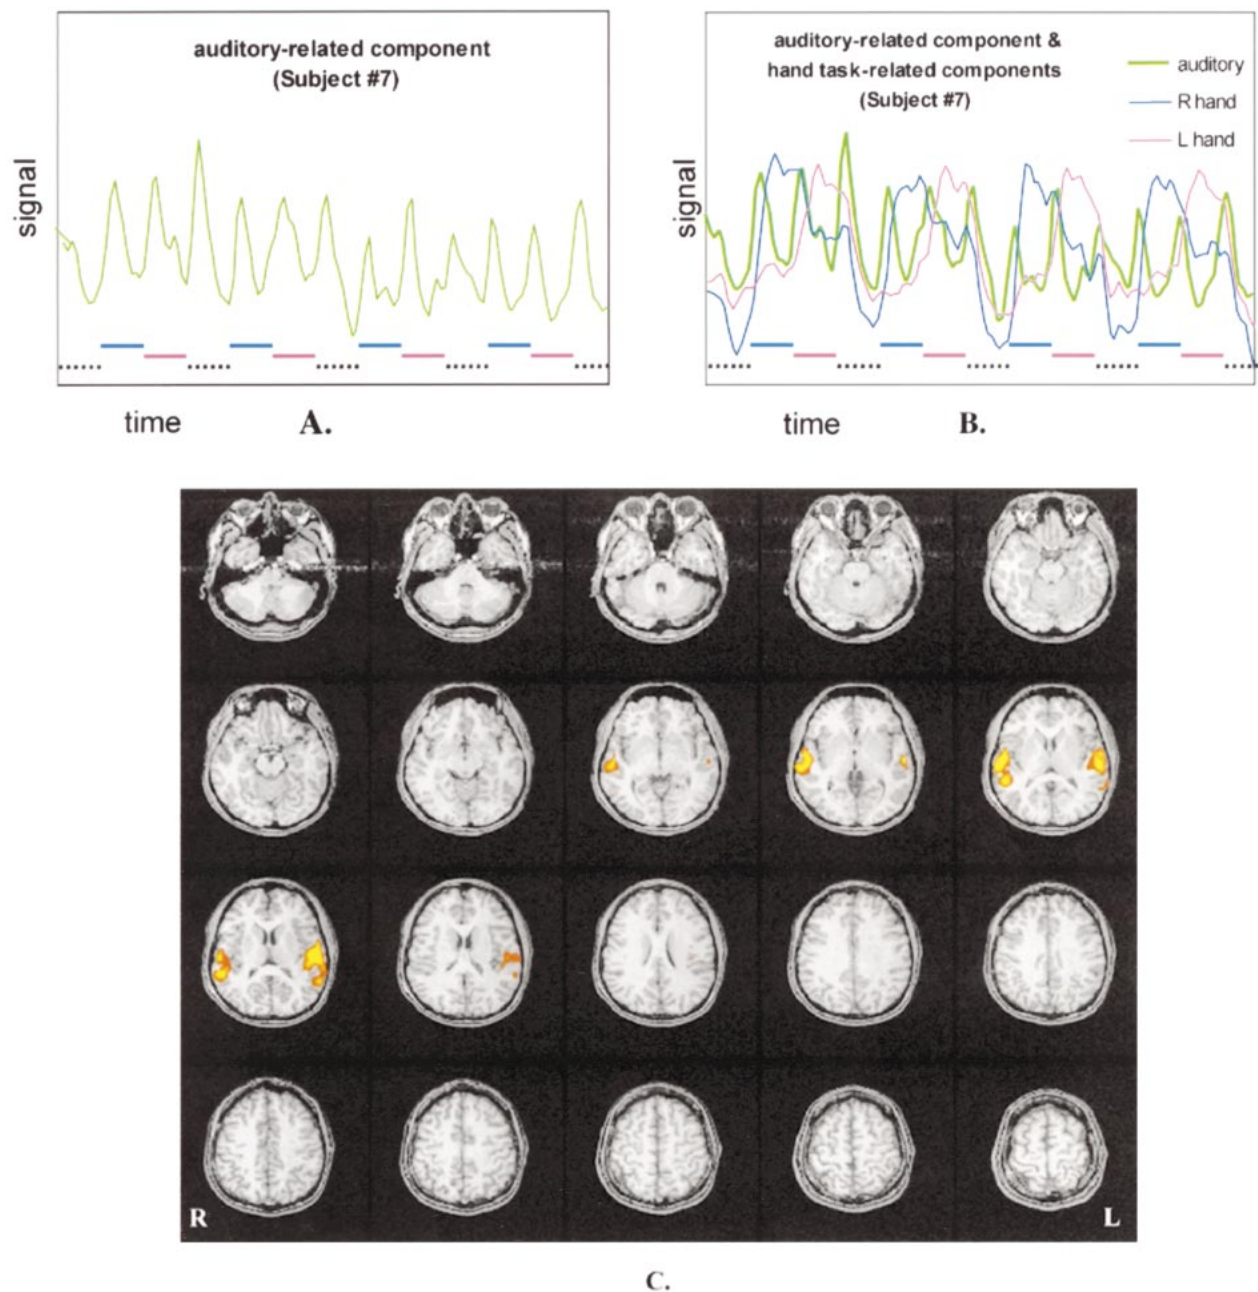 auditory-related component
(Subject #7)
signal
time
A.
auditory-related component &
hand task-related components
(Subject #7)
auditory
R hand
L hand
signal
time
B.
R
L
C.